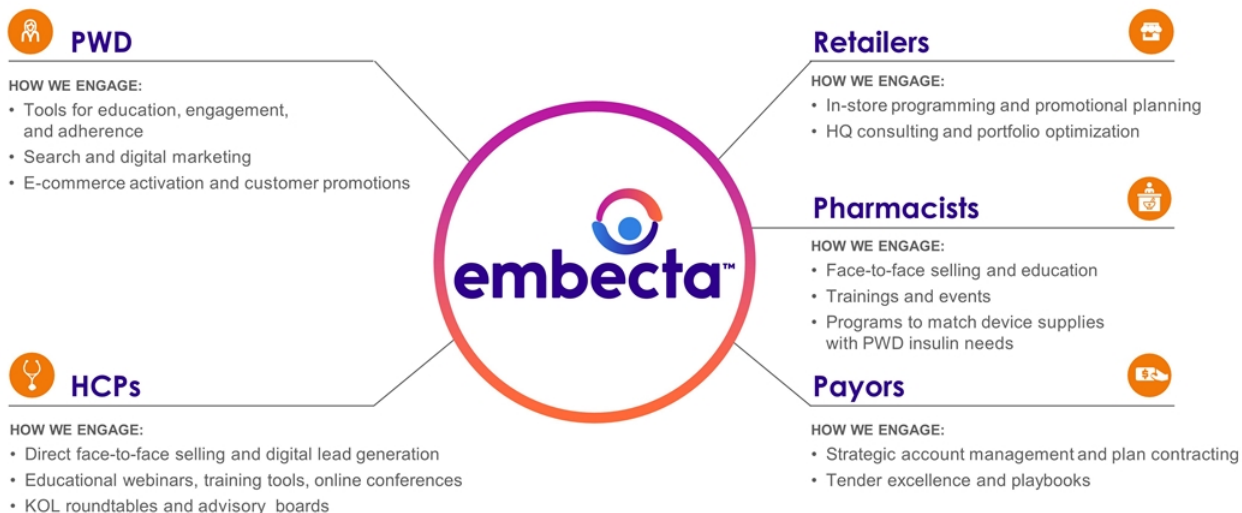 PWD
HOW WE ENGAGE:
• Tools for education, engagement,
and adherence
• Search and digital marketing
• E-commerce activation and customer promotions
HCPs
HOW WE ENGAGE:
• Direct face-to-face selling and digital lead generation
• Educational webinars, training tools, online conferences
• KOL roundtables and advisory boards
embecta™
Retailers
HOW WE ENGAGE:
• In-store programming and promotional planning
• HQ consulting and portfolio optimization
Pharmacists
HOW WE ENGAGE:
• Face-to-face selling and education
• Trainings and events
• Programs to match device supplies
with PWD insulin needs
Payors
$
HOW WE ENGAGE:
• Strategic account management and plan contracting
• Tender excellence and playbooks